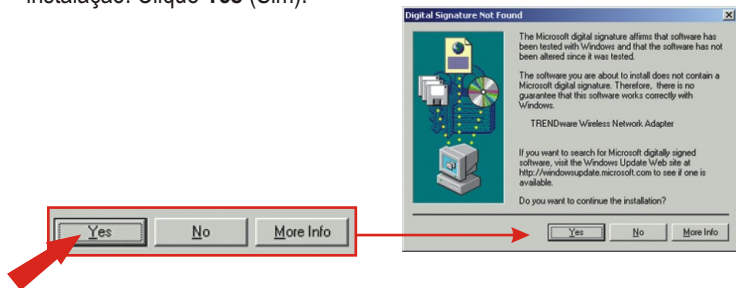 instalação. Clique Yes (Sim).
Digital Signature Not Found
The Microsoft digital signature affirms that software has
been tested with Windows and that the software has not
been altered since it was tested.
The software you are about to install does not contain a
Microsoft digital signature. Therefore, there is no
guarantee that this software works correctly with
Windows.
TRENDware Wireless Network Adapter
If you want to search for Microsoft digitally signed
software, visit the Windows Update Web site at
http://windowsupdate.microsoft.com to see if one is
available.
Do you want to continue the installation?
Yes No More Info
Yes No More Info